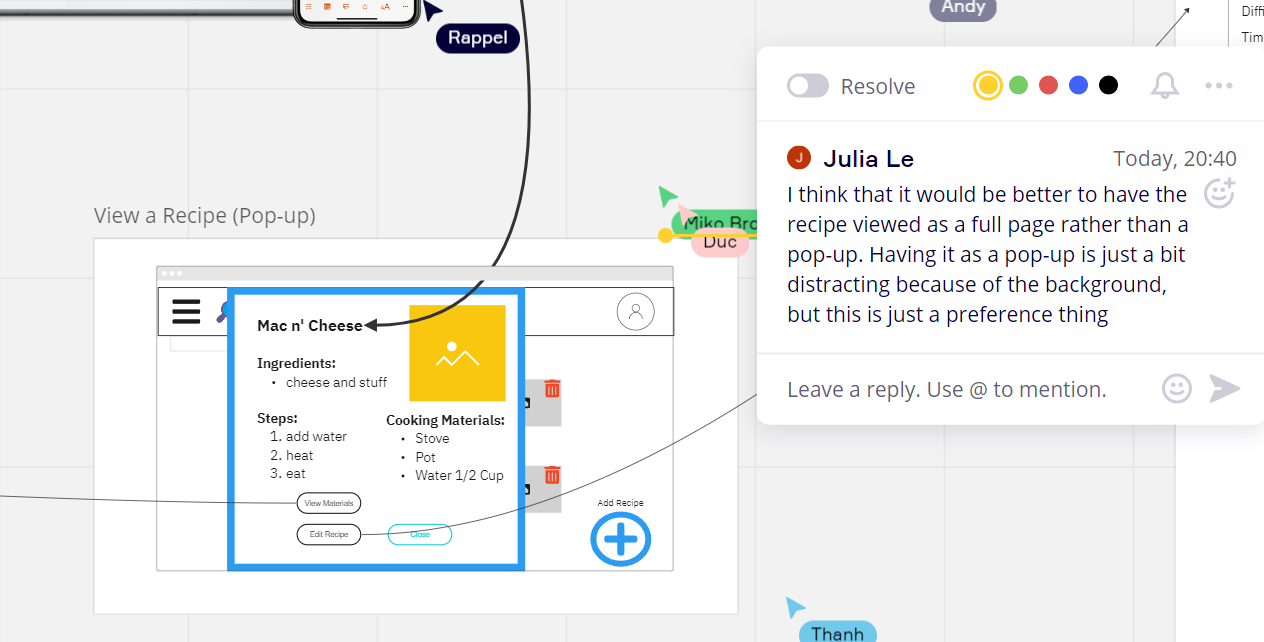 Andy
Diffi
Tim
AA
Rappel
Resolve
J
Julia Le
Today, 20:40
I think that it would be better to have the
recipe viewed as a full page rather than a
pop-up. Having it as a pop-up is just a bit
distracting because of the background,
but this is just a preference thing
Leave a reply. Use @ to mention.
View a Recipe (Pop-up)
Miko Bro
Duc
Mac n' Cheese
Ingredients:
• cheese and stuff
Steps:
1. add water
2. heat
3. eat
Cooking Materials:
• Stove
• Pot
• Water 1/2 Cup
View Materials
Edit Recipe
Close
Add Recipe
Thanh